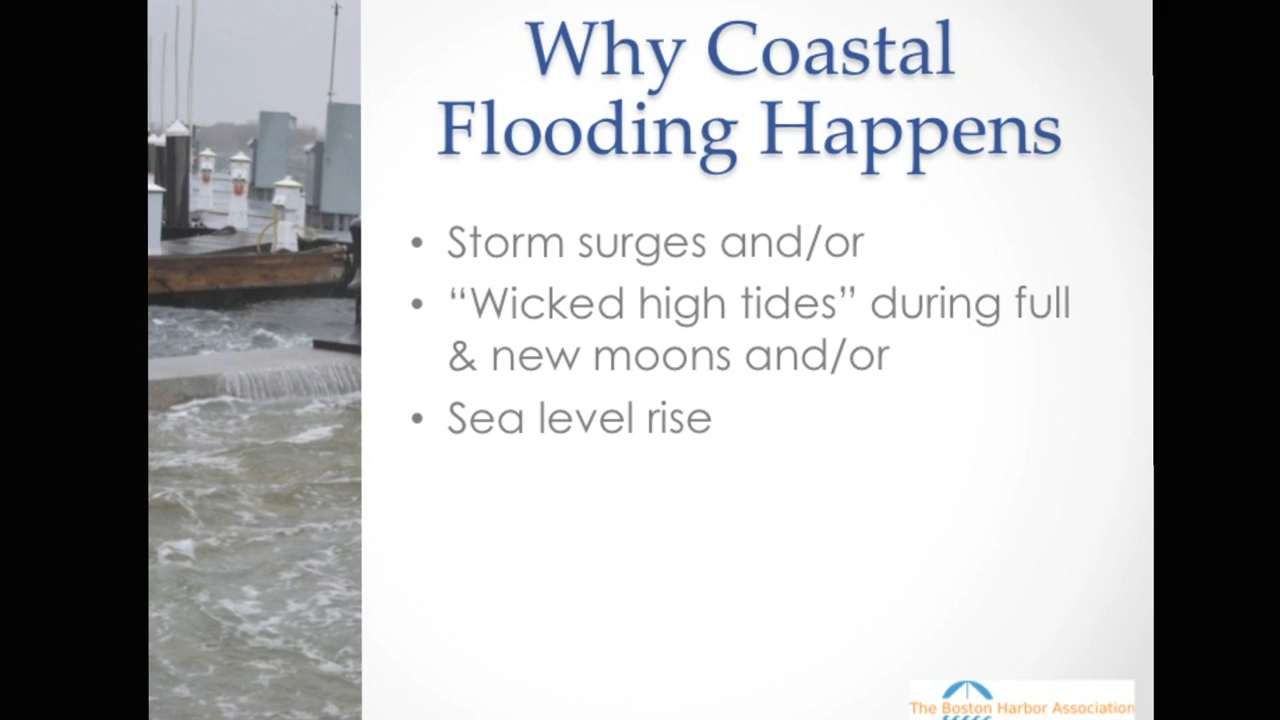 Why Coastal
Flooding Happens
• Storm surges and/or
• “Wicked high tides” during full
& new moons and/or
• Sea level rise
The Boston Harbor Association